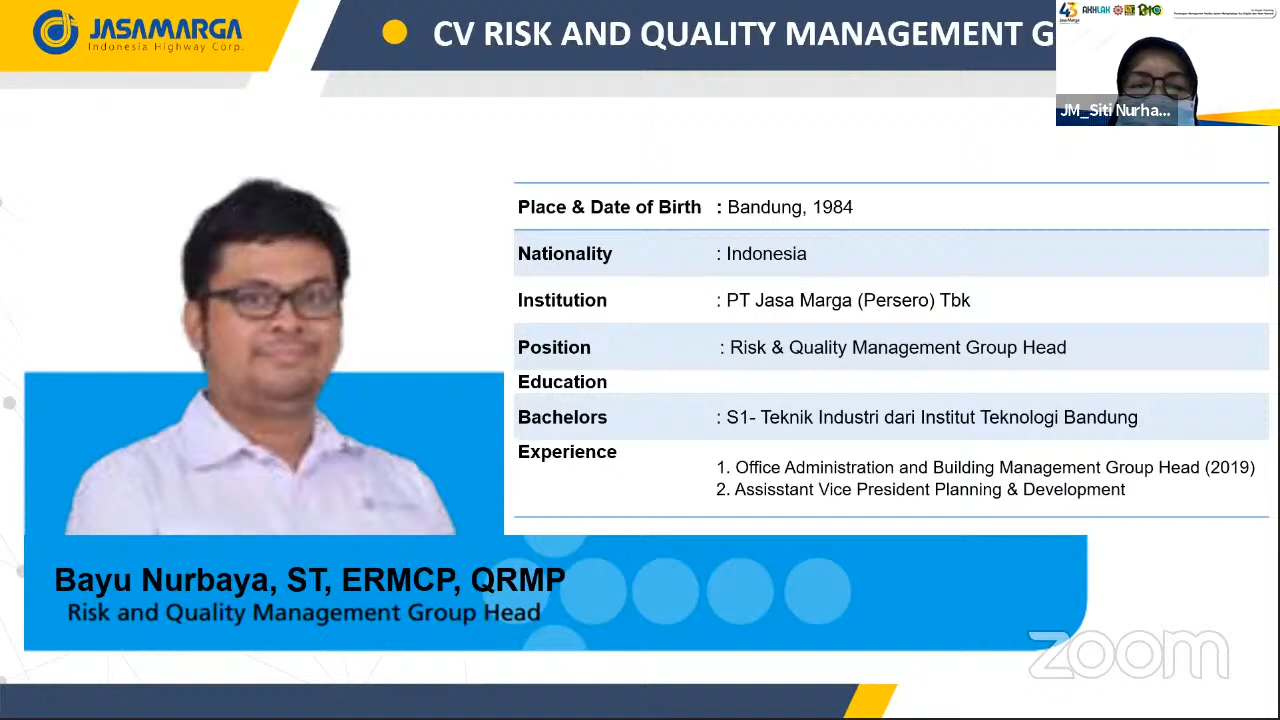 JASAMARGA
Indonesia Highway Corp.
CV RISK AND QUALITY MANAGEMENT G
43
AKHLAK
JM_Siti Nurha...
Place & Date of Birth : Bandung, 1984
Nationality : Indonesia
Institution : PT Jasa Marga (Persero) Tbk
Position : Risk & Quality Management Group Head
Education
Bachelors : S1- Teknik Industri dari Institut Teknologi Bandung
Experience
1. Office Administration and Building Management Group Head (2019)
2. Assisstant Vice President Planning & Development
Bayu Nurbaya, ST, ERMCP, QRMP
Risk and Quality Management Group Head
zoom